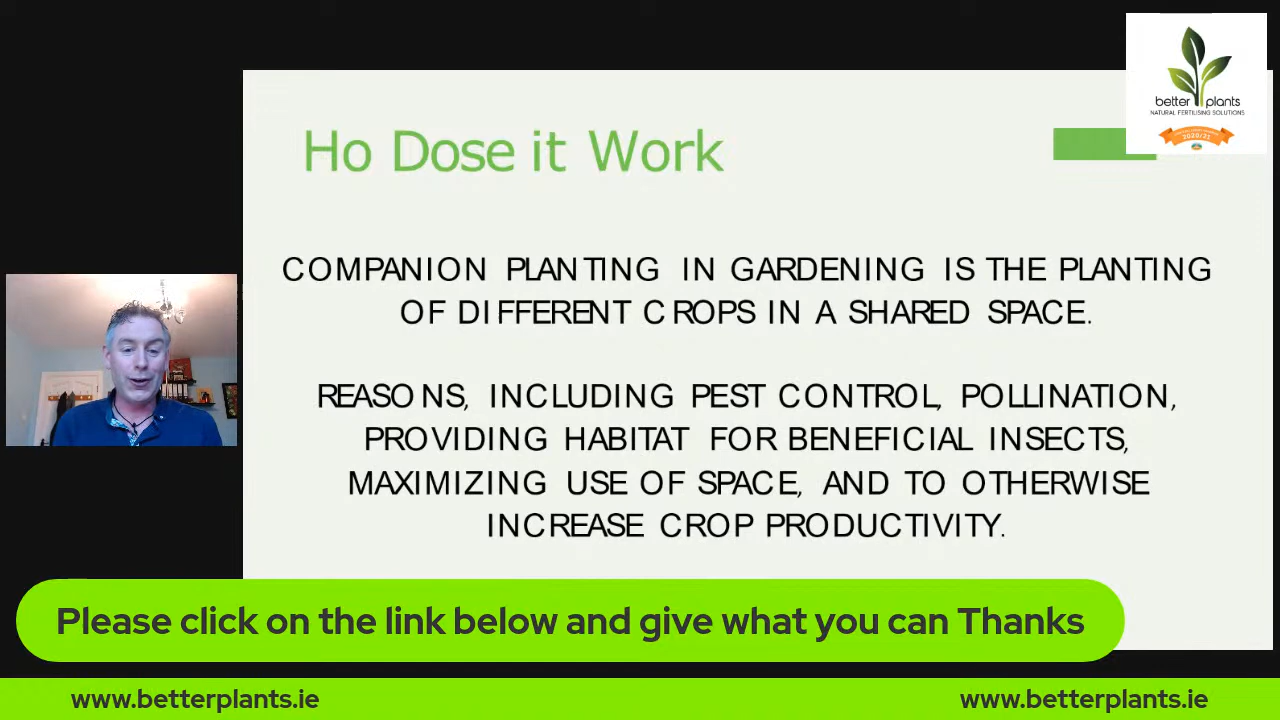 better plants
NATURAL FERTILISING SOLUTIONS
2020/21
Ho Dose it Work
COMPANION PLANTING IN GARDENING IS THE PLANTING
OF DIFFERENT CROPS IN A SHARED SPACE.
REASONS, INCLUDING PEST CONTROL, POLLINATION,
PROVIDING HABITAT FOR BENEFICIAL INSECTS,
MAXIMIZING USE OF SPACE, AND TO OTHERWISE
INCREASE CROP PRODUCTIVITY.
Please click on the link below and give what you can Thanks
www.betterplants.ie
www.betterplants.ie